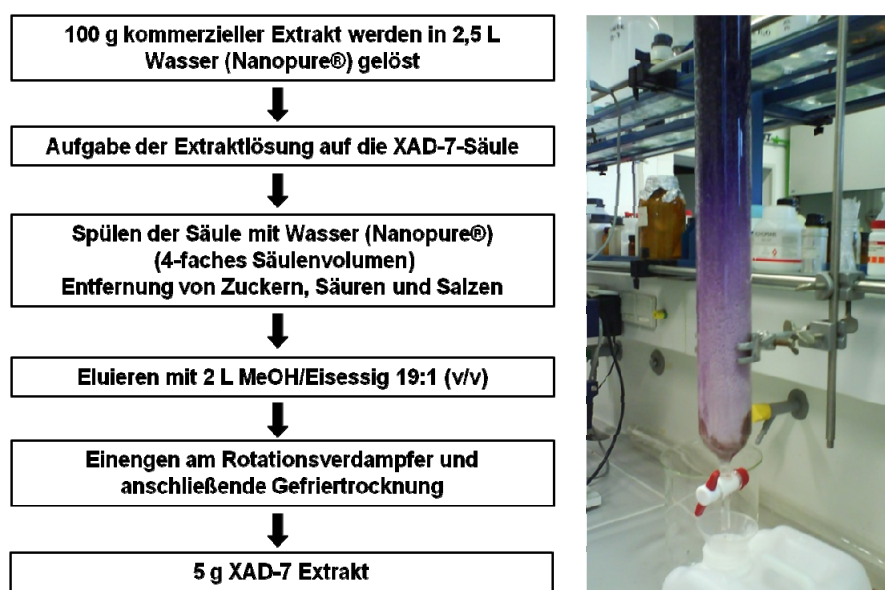 100 g kommerzieller Extrakt werden in 2,5 L
Wasser (Nanopure®) gelöst
Aufgabe der Extraktlösung auf die XAD-7-Säule
Spülen der Säule mit Wasser (Nanopure®)
(4-faches Säulenvolumen)
Entfernung von Zuckern, Säuren und Salzen
Eluieren mit 2 L MeOH/Eisessig 19:1 (v/v)
Einengen am Rotationsverdampfer und
anschließende Gefriertrocknung
5 g XAD-7 Extrakt